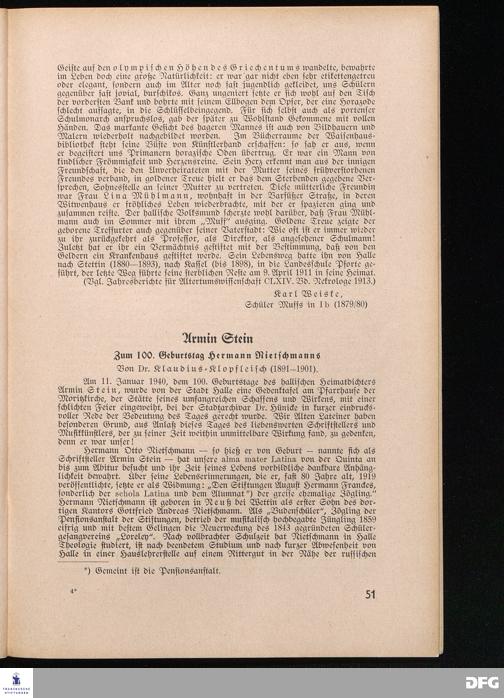 Geiste auf den olympischen Höhen des Griechentums wandelte, bewahrte
im Leben doch eine große Natürlichkeit: er war gar nicht eben sehr etikettengetreu
oder elegant, sondern auch im Alter noch fast jugendlich gekleidet, uns Schülern
gegenüber fast jovial, burschikos. Ganz ungeniert setzte er sich wohl auf den Tisch
der vordersten Bank und bohrte mit seinem Ellbogen dem Opfer, der eine Horazode
schlecht aufsagte, in die Schlüsselbeingegend. Für sich selbst auch als portenser
Schulmonarch anspruchslos, gab der später zu Wohlstand Gekommene mit vollen
Händen. Das markante Gesicht des hageren Mannes ist auch von Bildhauern und
Malern wiederholt nachgebildet worden. Im Bücherraume der Waisenhaus-
bibliothek steht seine Büste von Künstlerhand erschaffen: so sah er aus, wenn
er begeistert uns Primanern horazische Oden übertrug. Er war ein Mann von
kindlicher Frömmigkeit und Herzensreine. Sein Herz erkennt man aus der innigen
Freundschaft, die den Unverheirateten mit der Mutter seines frühverstorbenen
Freundes verband, in goldener Treue hielt er das dem Sterbenden gegebene Ver-
sprechen, Sohnesstelle an seiner Mutter zu vertreten. Diese mütterliche Freundin
war Frau Lina Mühlmann, wohnhaft in der Barfüßer Straße, in deren
Witwenhaus er fröhliches Leben wiederbrachte, mit der er spazieren ging und
zusammen reiste. Der hallische Volksmund scherzte wohl darüber, daß Frau Mühl-
mann auch im Sommer mit ihrem „Muff“ ausging. Goldene Treue zeigte der
geborene Treffurter auch gegenüber seiner Vaterstadt: Wie oft ist er immer wieder
zu ihr zurückgekehrt als Professor, als Direktor, als angesehener Schulmann!
Zuletzt hat er ihr ein Vermächtnis gestiftet mit der Bestimmung, daß von den
Geldern ein Krankenhaus gestiftet werde. Sein Lebensweg hatte ihn von Halle
nach Stettin (1880—1893), nach Kassel (bis 1898), in die Landesschule Pforte ge-
führt, der letzte Weg führte seine sterblichen Reste am 9. April 1911 in seine Heimat.
(Vgl. Jahresberichte für Altertumswissenschaft CLXIV. Bd. Nekrologe 1913.)
Karl Weiske,
Schüler Muffs in I b (1879/80)
Armin Stein
Zum 100. Geburtstag Hermann Nietschmanns
Von Dr. Klaudius-Klopfleisch (1891—1901).
Am 11. Januar 1940, dem 100. Geburtstage des hallischen Heimatdichters
Armin Stein, wurde von der Stadt Halle eine Gedenktafel am Pfarrhause der
Moritzkirche, der Stätte seines umfangreichen Schaffens und Wirkens, mit einer
schlichten Feier eingeweiht, bei der Stadtarchivar Dr. Hünicke in kurzer eindrucks-
voller Rede der Bedeutung des Tages gerecht wurde. Wir Alten Lateiner haben
besonderen Grund, aus Anlaß dieses Tages des liebenswerten Schriftstellers und
Musikkünstlers, der zu seiner Zeit weithin unmittelbare Wirkung fand, zu gedenken,
denn er war unser!
Hermann Otto Nietschmann — so hieß er von Geburt — nannte sich als
Schriftsteller Armin Stein — hat unsere alma mater Latina von der Quinta an
bis zum Abitur besucht und ihr Zeit seines Lebens vorbildliche dankbare Anhäng-
lichkeit bewahrt. Über seine Lebenserinnerungen, die er, fast 80 Jahre alt, 1919
veröffentlichte, setzte er als Widmung: „Den Stiftungen August Hermann Franckes,
sonderlich der schola Latina und dem Alumnat*) der greise ehemalige Zögling.“
Hermann Nietschmann ist geboren in Neuß bei Wettin als erster Sohn des dor-
tigen Kantors Gottfried Andreas Nietschmann. Als „Budenschüler“, Zögling der
Pensionsanstalt der Stiftungen, betrieb der musikalisch hochbegabte Jüngling 1859
eifrig und mit bestem Gelingen die Neuerweckung des 1843 gegründeten Schüler-
gesangvereins „Loreley“. Nach vollbrachter Schulzeit hat Nietschmann in Halle
Theologie studiert, ist nach beendetem Studium und nach kurzer Abwesenheit von
Halle in einer Hauslehrerstelle auf einem Rittergut in der Nähe der russischen
*) Gemeint ist die Pensionsanstalt.
4*
51
FRANCKESCHE STIFTUNGEN
DFG